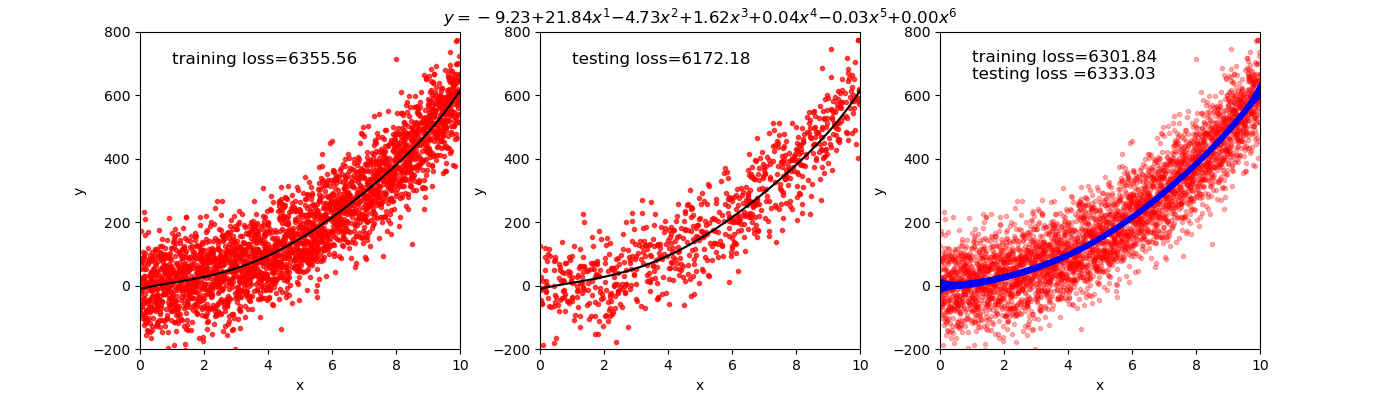 y = −9.23+21.84x¹−4.73x²+1.62x³+0.04x⁴−0.03x⁵+0.00x⁶
training loss=6355.56
800
600
400
200
0
−200
y
0 2 4 6 8 10
x
testing loss=6172.18
800
600
400
200
0
−200
y
0 2 4 6 8 10
x
training loss=6301.84
testing loss =6333.03
800
600
400
200
0
−200
y
0 2 4 6 8 10
x